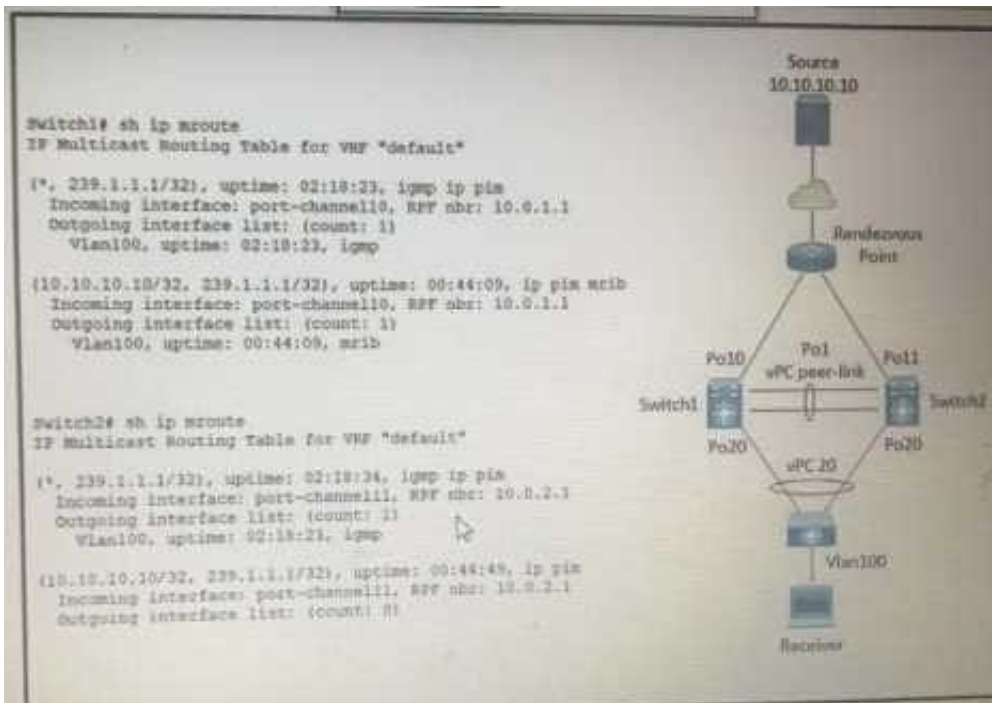 Switch1# sh ip mroute
IP Multicast Routing Table for VRF "default"
(*, 239.1.1.1/32), uptime: 02:18:23, igmp ip pim
Incoming interface: port-channel10, RPF nbr: 10.0.1.1
Outgoing interface list: (count: 1)
Vlan100, uptime: 02:18:23, igmp
(10.10.10.10/32, 239.1.1.1/32), uptime: 00:44:09, ip pim mrib
Incoming interface: port-channel10, RPF nbr: 10.0.1.1
Outgoing interface list: (count: 1)
Vlan100, uptime: 00:44:09, mrib
Switch2# sh ip mroute
IP Multicast Routing Table for VRF "default"
(*, 239.1.1.1/32), uptime: 02:18:34, igmp ip pim
Incoming interface: port-channel11, RPF nbr: 10.0.2.1
Outgoing interface list: (count: 1)
Vlan100, uptime: 02:18:23, igmp
(10.10.10.10/32, 239.1.1.1/32), uptime: 00:44:49, ip pim
Incoming interface: port-channel11, RPF nbr: 10.0.2.1
Outgoing interface list: (count: 0)
Source
10.10.10.10
Rendezvous
Point
Po10
Po1
vPC peer-link
Po11
Switch1
Switch2
Po20
Po20
vPC 20
Vlan100
Receiver